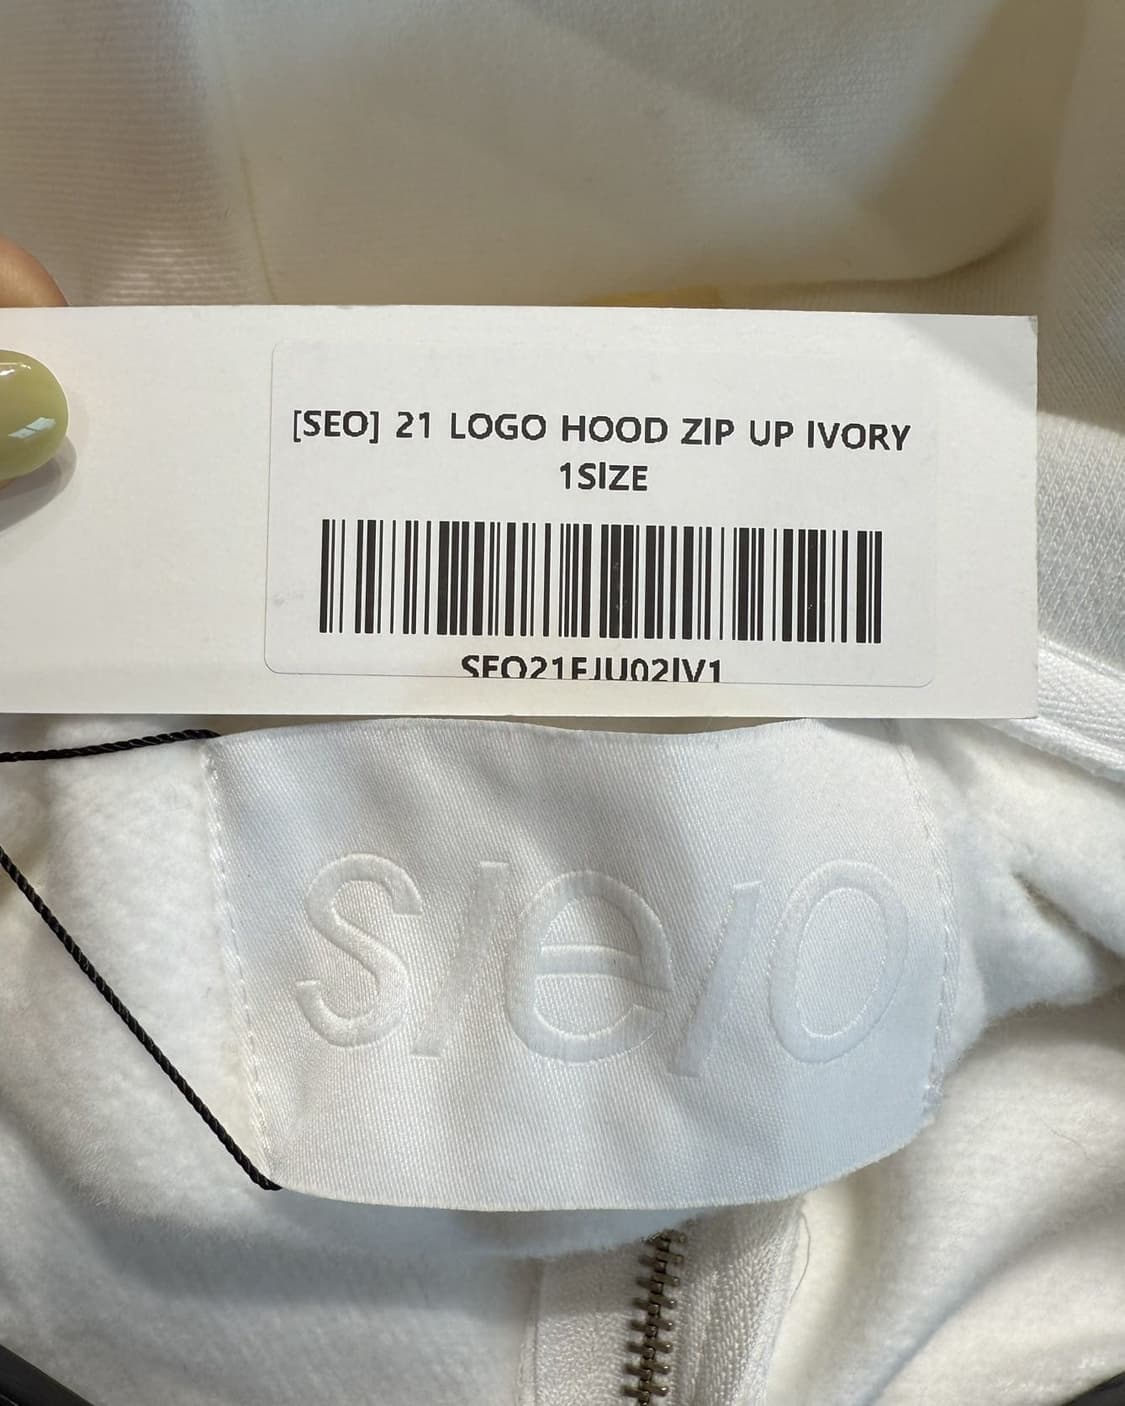 [SEO] 21 LOGO HOOD ZIP UP IVORY
1SIZE
SEO21FJU02IV1
s/e/o